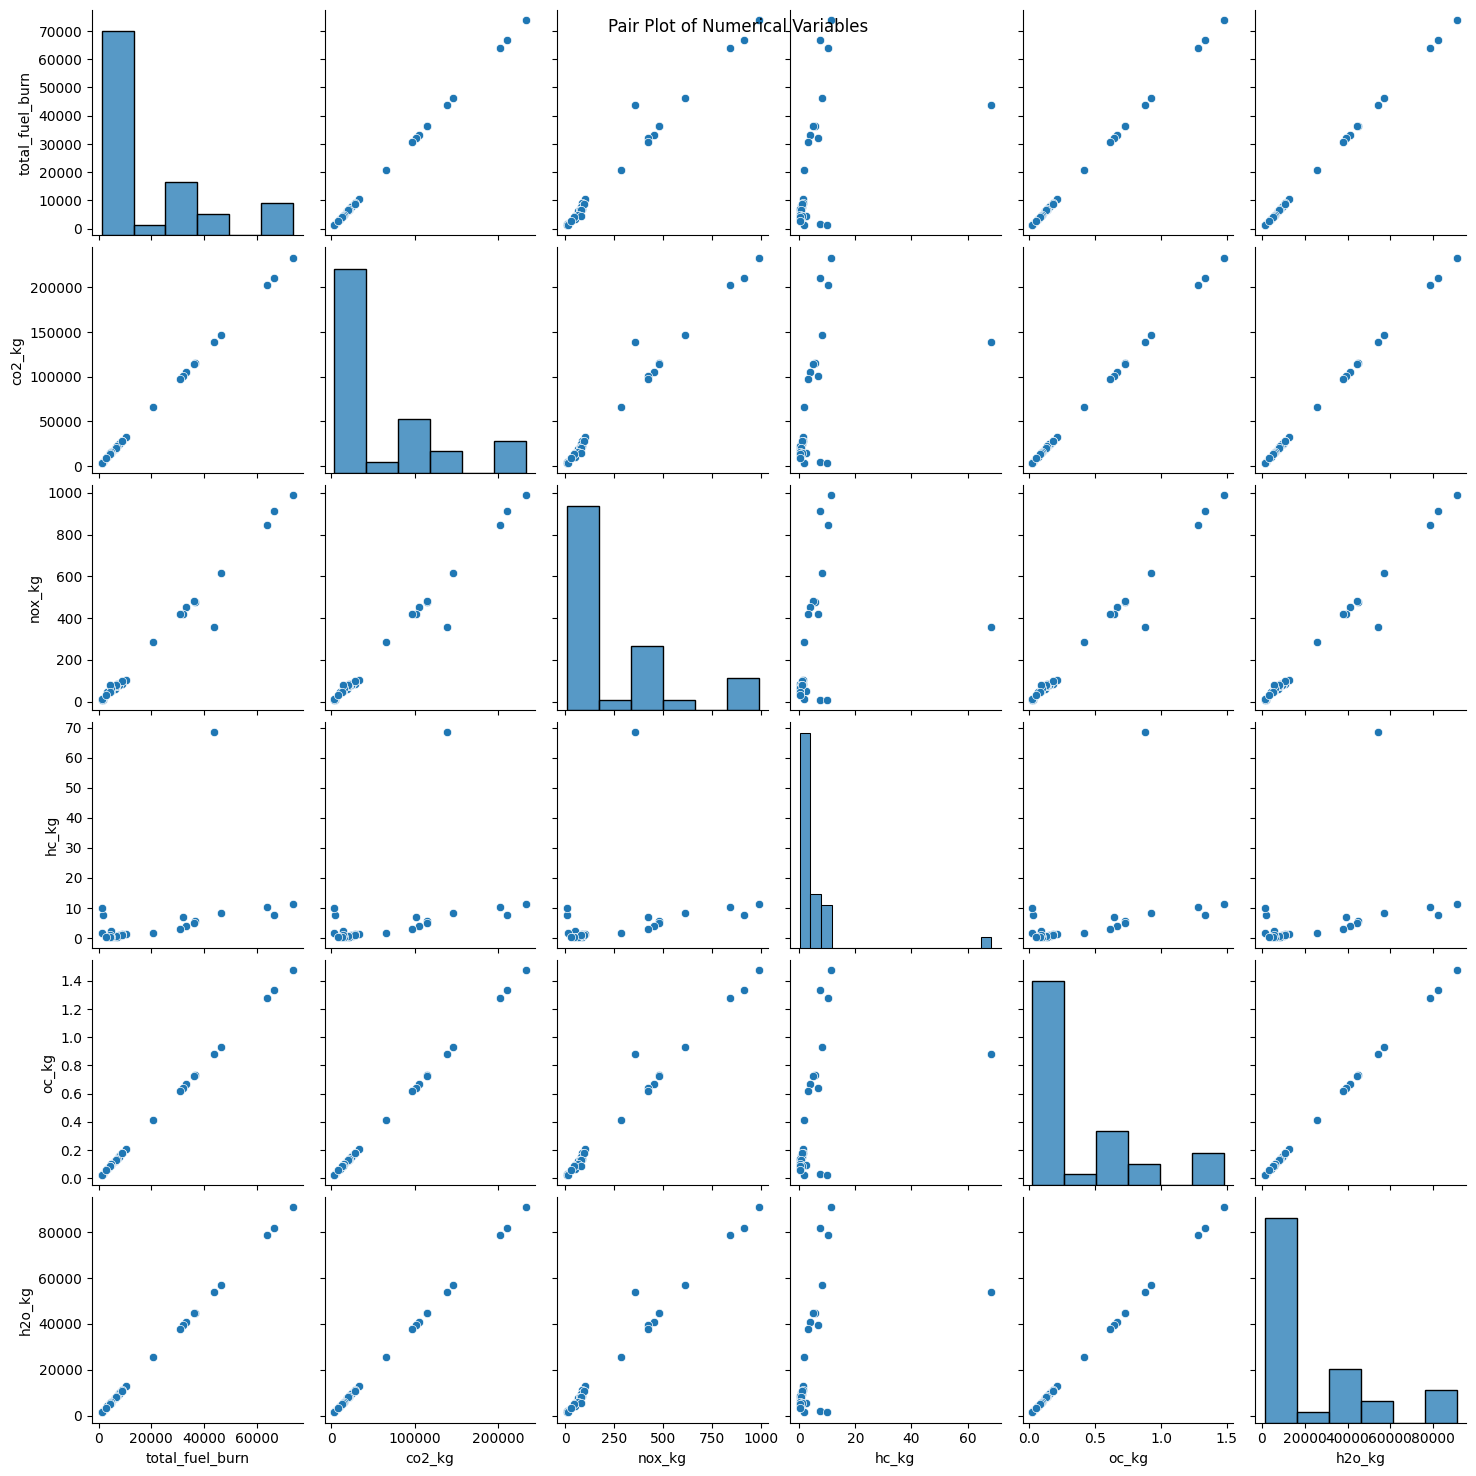 Pair Plot of Numerical Variables
total_fuel_burn
70000
60000
50000
40000
30000
20000
10000
0
co2_kg
200000
150000
100000
50000
0
nox_kg
1000
800
600
400
200
0
hc_kg
70
60
50
40
30
20
10
0
oc_kg
1.4
1.2
1.0
0.8
0.6
0.4
0.2
0.0
h2o_kg
80000
60000
40000
20000
0
0 20000 40000 60000
total_fuel_burn
0 100000 200000
co2_kg
0 250 500 750 1000
nox_kg
0 20 40 60
hc_kg
0.0 0.5 1.0 1.5
oc_kg
0 20000 40000 60000 80000
h2o_kg